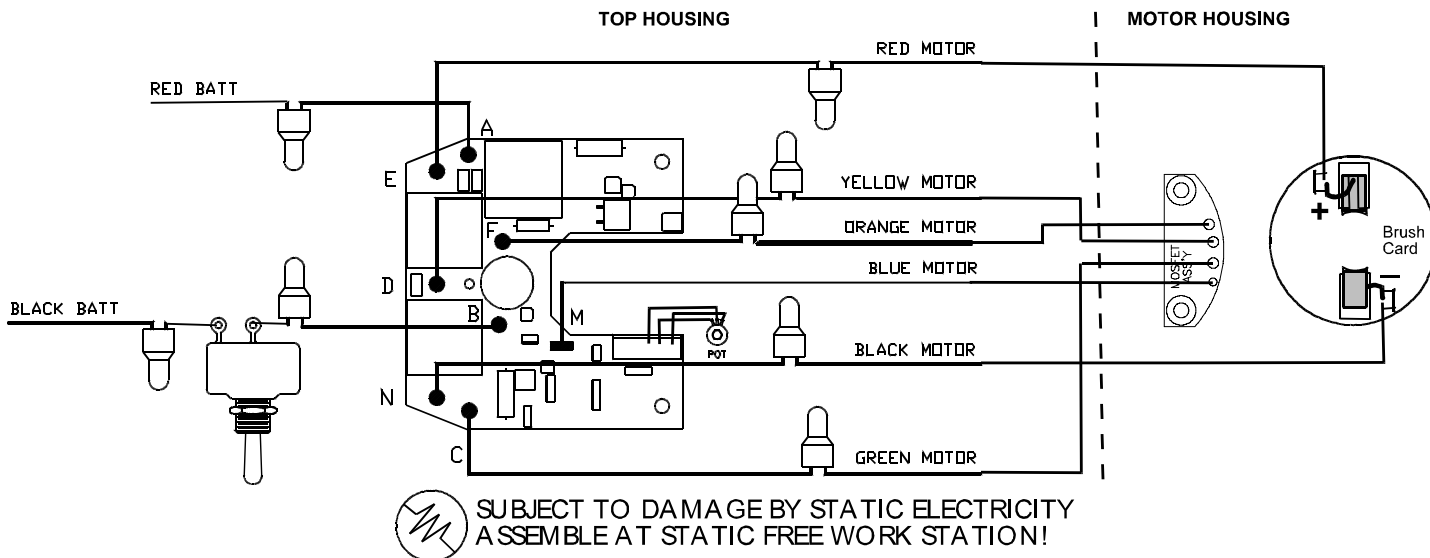 TOP HOUSING
MOTOR HOUSING
RED MOTOR
RED BATT
A
E
YELLOW MOTOR
F
ORANGE MOTOR
BLUE MOTOR
D
BLACK BATT
B
M
POT
BLACK MOTOR
N
C
GREEN MOTOR
MOSFET
ASS'Y
+
−
Brush
Card
SUBJECT TO DAMAGE BY STATIC ELECTRICITY
ASSEMBLE AT STATIC FREE WORK STATION!